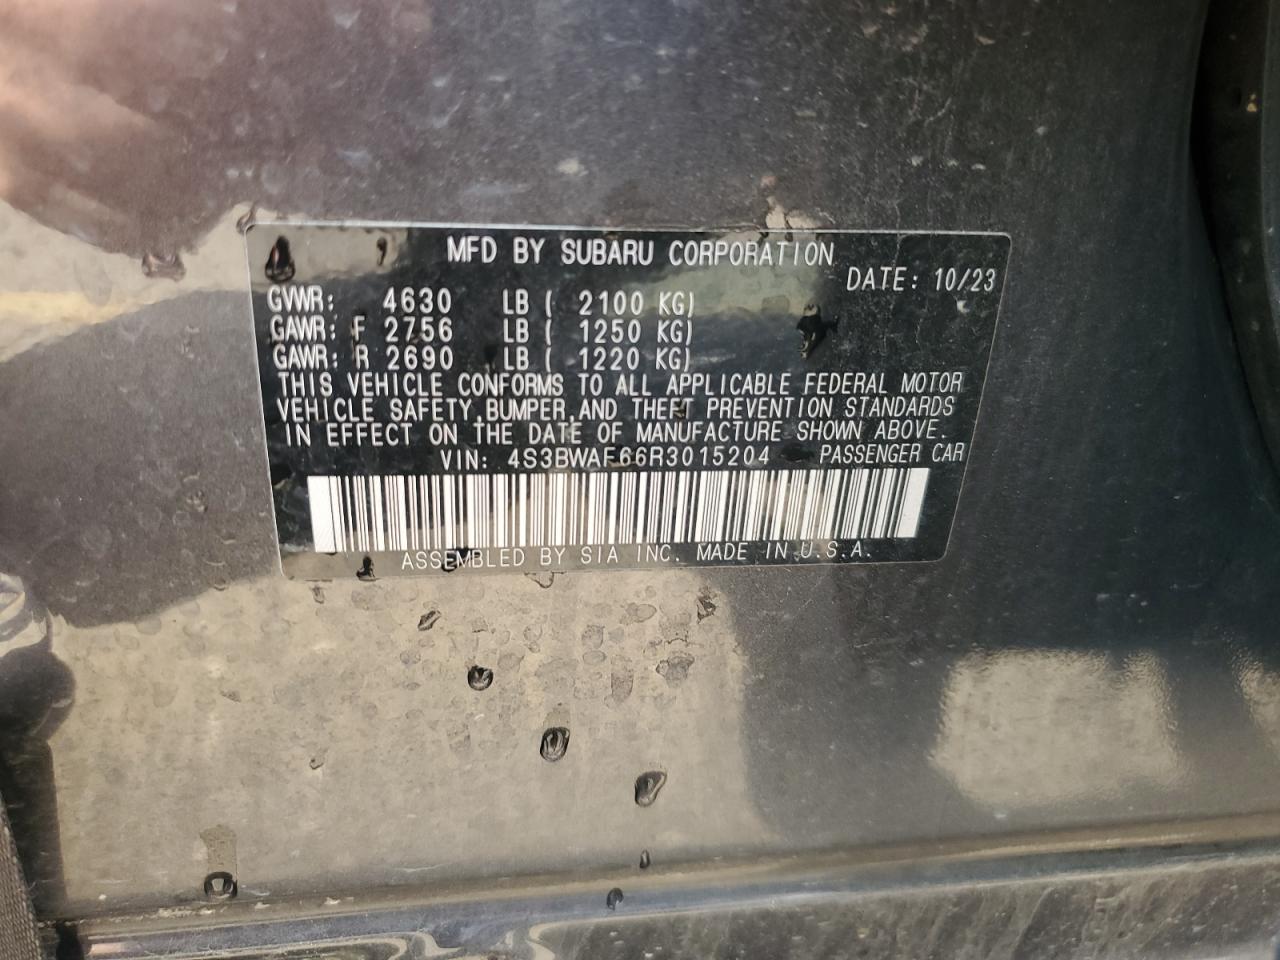 MFD BY SUBARU CORPORATION
DATE: 10/23
GVWR: 4630 LB ( 2100 KG)
GAWR: F 2756 LB ( 1250 KG)
GAWR: R 2690 LB ( 1220 KG)
THIS VEHICLE CONFORMS TO ALL APPLICABLE FEDERAL MOTOR
VEHICLE SAFETY,BUMPER,AND THEFT PREVENTION STANDARDS
IN EFFECT ON THE DATE OF MANUFACTURE SHOWN ABOVE.
VIN: 4S3BWAF66R3015204 PASSENGER CAR
ASSEMBLED BY SIA INC. MADE IN U.S.A.